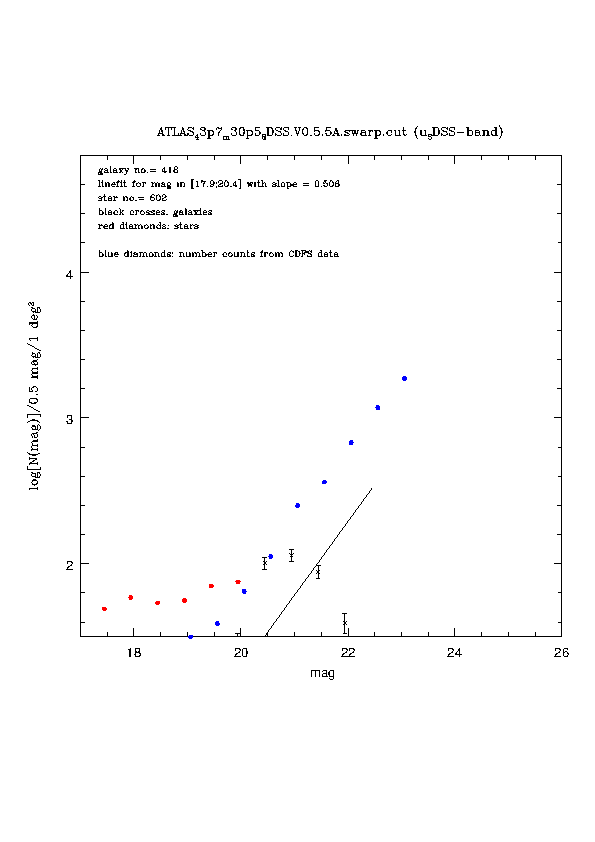 ATLAS₄3p7ₘ30p5₆DSS.V0.5.5A.swarp.cut (uₛDSS-band)
galaxy no.= 418
linefit for mag in [17.9;20.4] with slope = 0.506
star no.= 602
black crosses: galaxies
red diamonds: stars
blue diamonds: number counts from CDFS data
log[N(mag)]/0.5 mag/1 deg²
4
3
2
18 20 22 24 26
mag